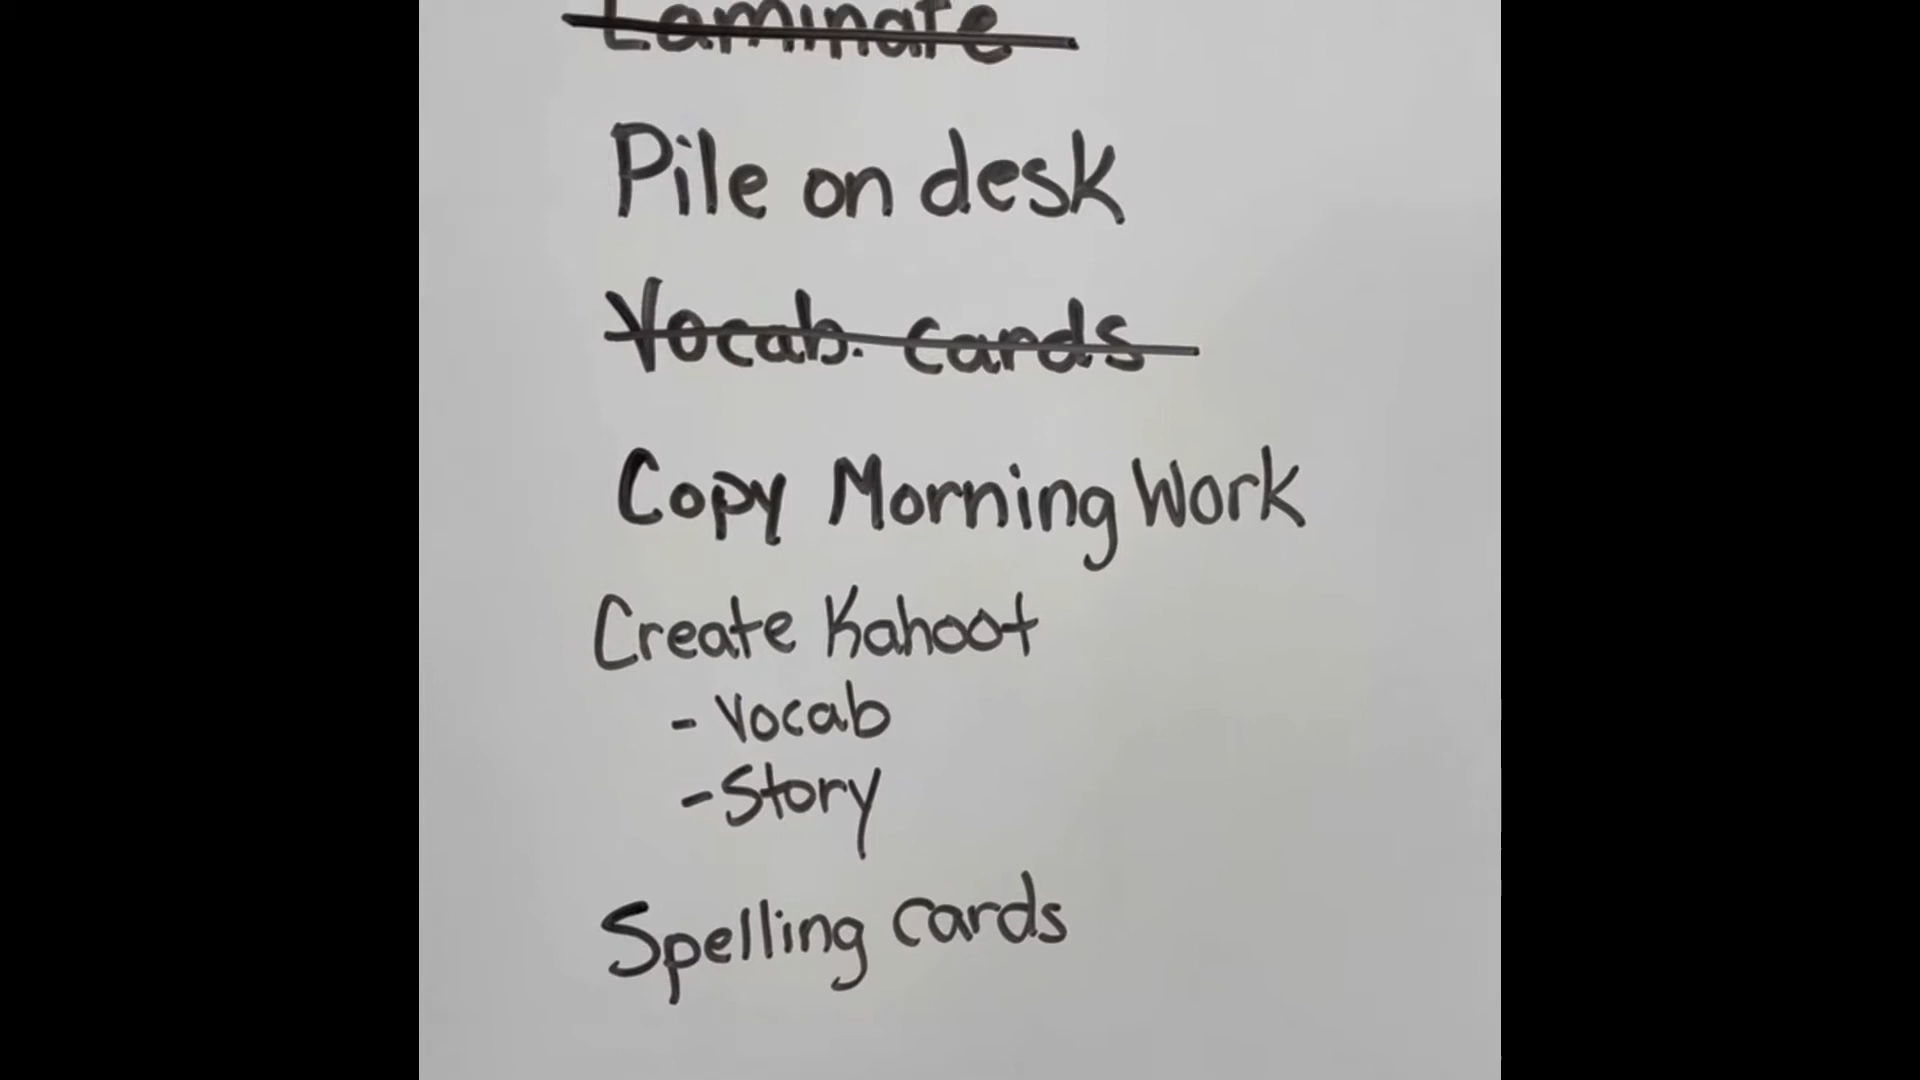 Laminate
Pile on desk
Vocab. cards
Copy Morning Work
Create Kahoot
- Vocab
- Story
Spelling cards